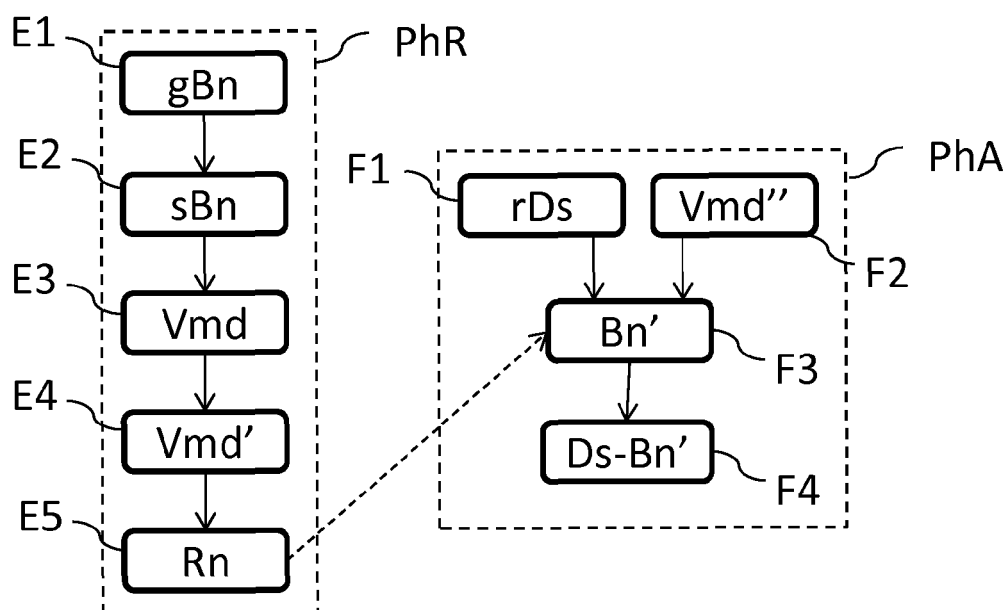 E1
PhR
gBn
E2
sBn
F1
PhA
rDs
Vmd’’
E3
F2
Vmd
Bn’
F3
E4
Vmd’
Ds-Bn’
F4
E5
Rn